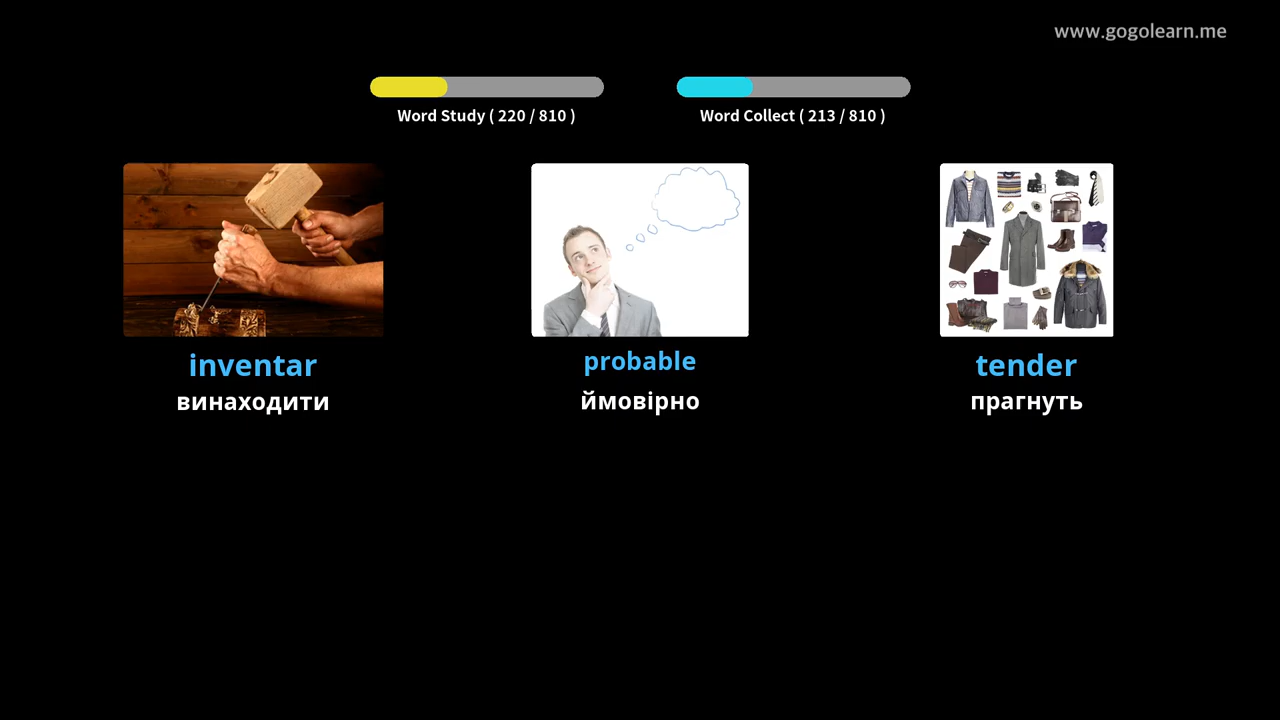 www.gogolearn.me
Word Study ( 220 / 810 )
Word Collect ( 213 / 810 )
inventar
винаходити
probable
ймовірно
tender
прагнуть